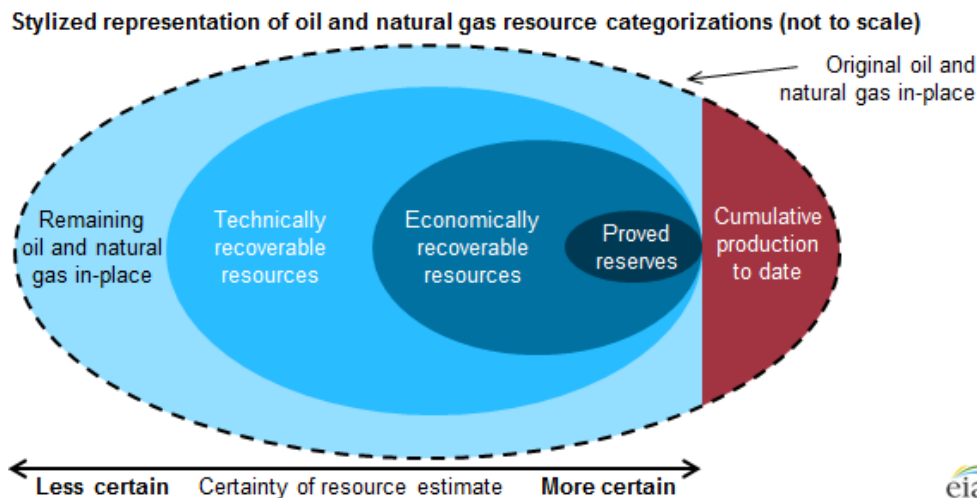 Stylized representation of oil and natural gas resource categorizations (not to scale)
Original oil and
natural gas in-place
Remaining
oil and natural
gas in-place
Technically
recoverable
resources
Economically
recoverable
resources
Proved
reserves
Cumulative
production
to date
Less certain Certainty of resource estimate More certain
eia